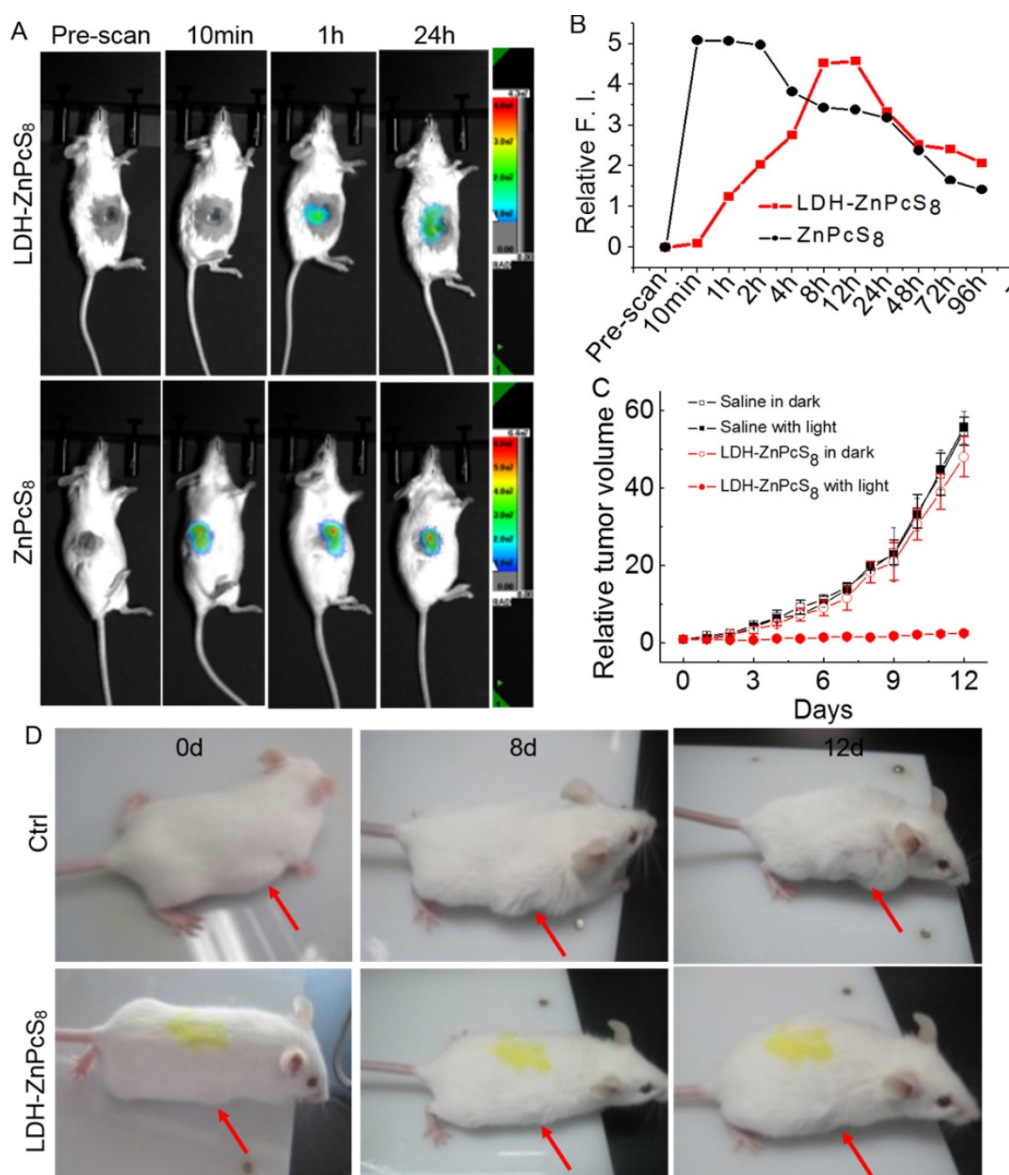 A
Pre-scan 10min 1h 24h
LDH-ZnPcS8
ZnPcS8
B
Relative F. I.
5
4
3
2
1
0
LDH-ZnPcS8
ZnPcS8
Pre-scan 10min 1h 2h 4h 8h 12h 24h 48h 72h 96h
C
Relative tumor volume
60
40
20
0
Saline in dark
Saline with light
LDH-ZnPcS8 in dark
LDH-ZnPcS8 with light
0 3 6 9 12
Days
D
0d 8d 12d
Ctrl
LDH-ZnPcS8